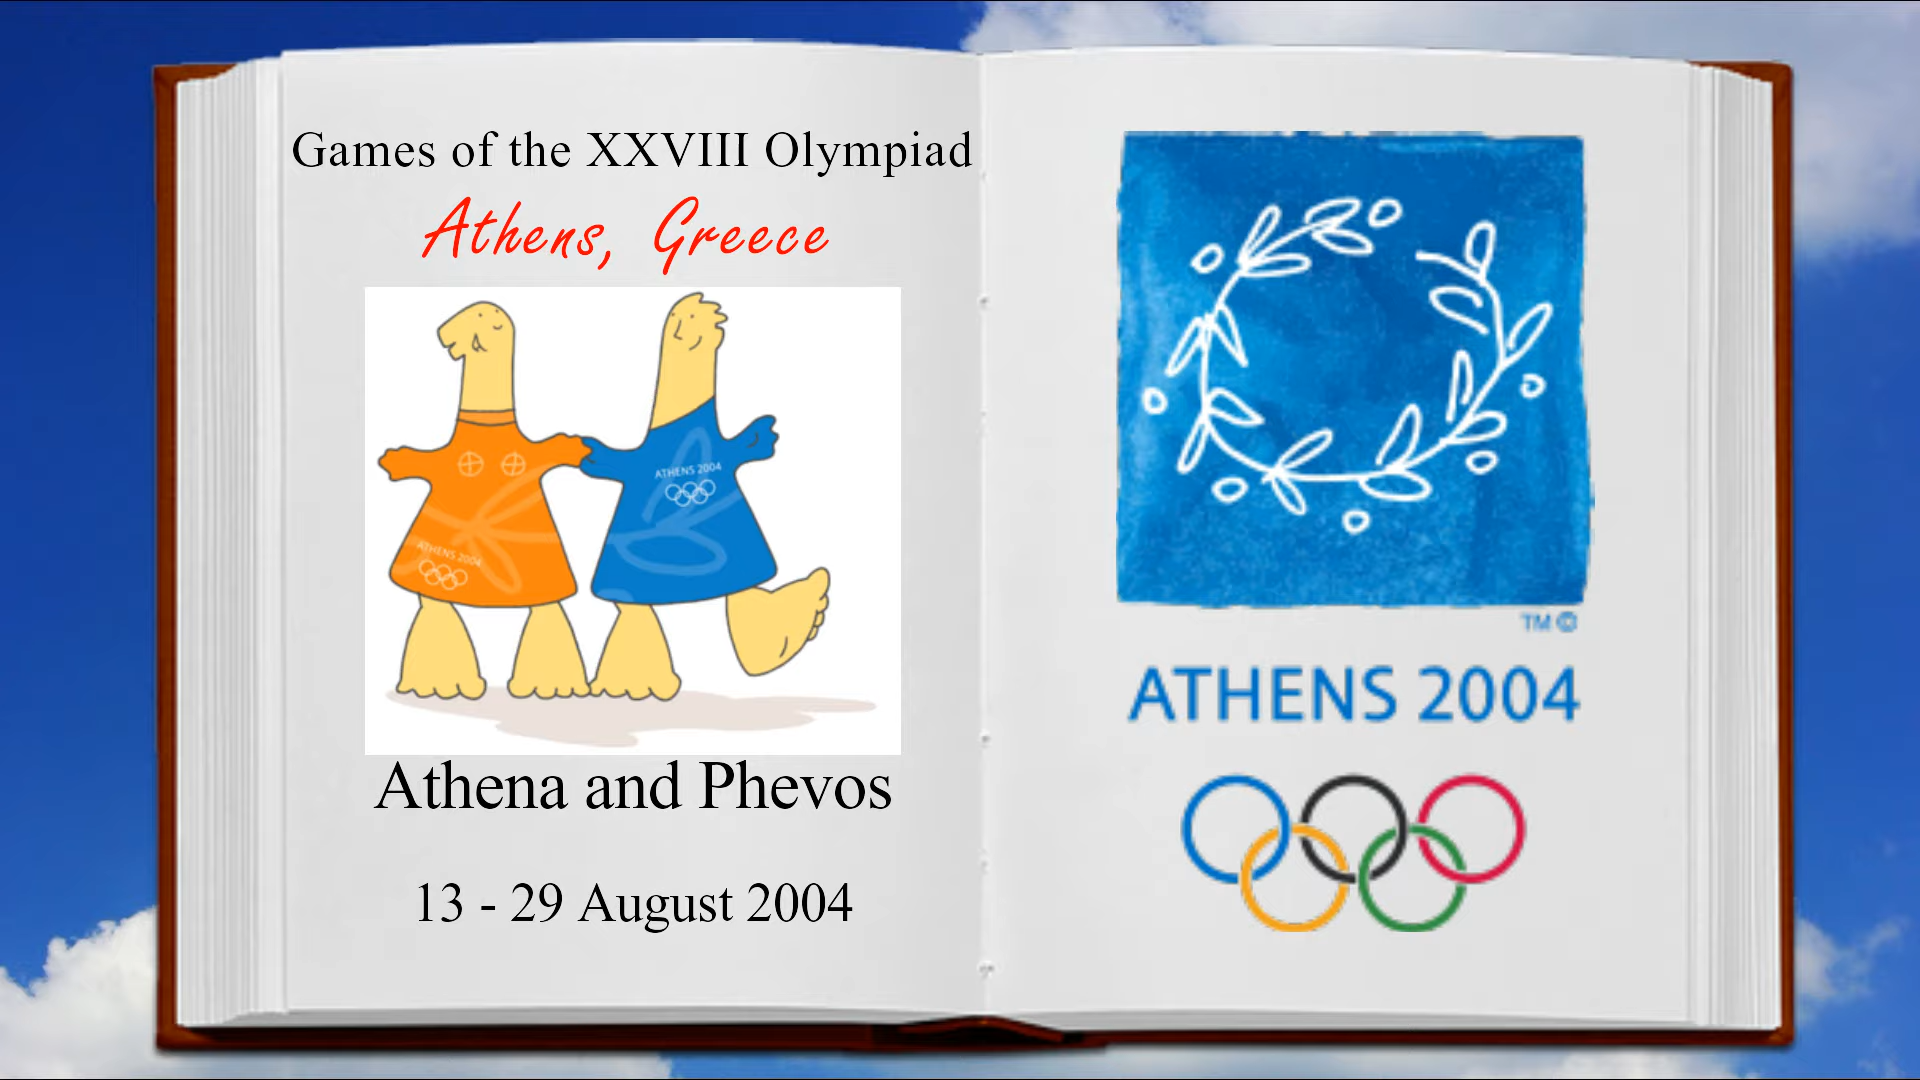 Games of the XXVIII Olympiad
Athens, Greece
ATHENS 2004
ATHENS 2004
Athena and Phevos
13 - 29 August 2004
TM ©
ATHENS 2004